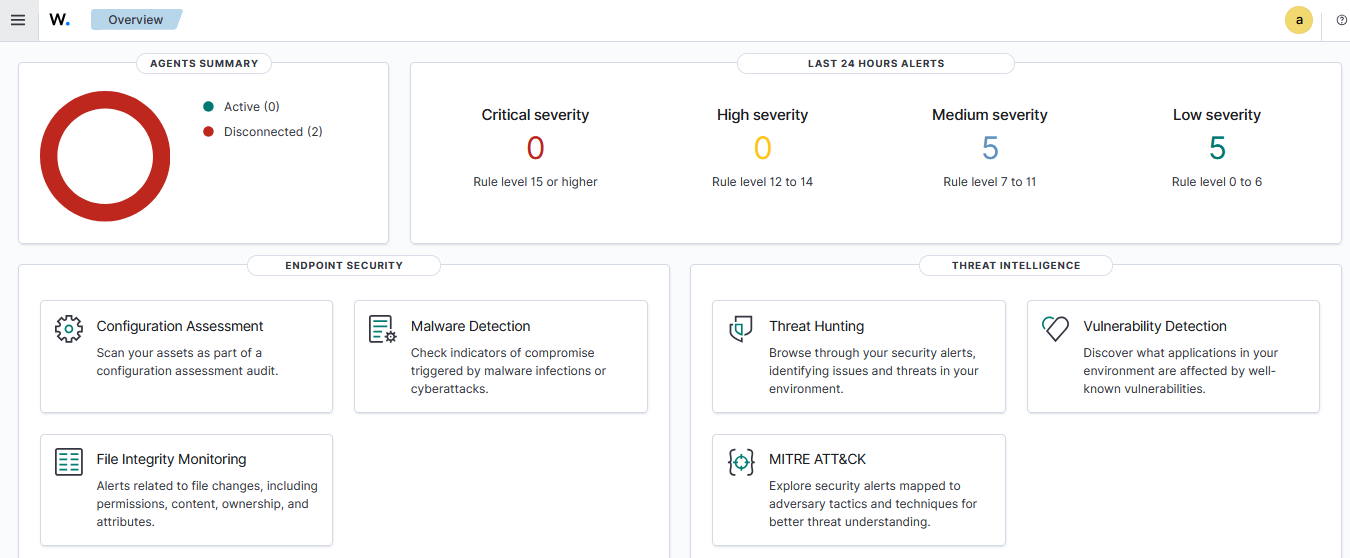 W.
Overview
a
AGENTS SUMMARY
Active (0)
Disconnected (2)
LAST 24 HOURS ALERTS
Critical severity
0
Rule level 15 or higher
High severity
0
Rule level 12 to 14
Medium severity
5
Rule level 7 to 11
Low severity
5
Rule level 0 to 6
ENDPOINT SECURITY
Configuration Assessment
Scan your assets as part of a
configuration assessment audit.
Malware Detection
Check indicators of compromise
triggered by malware infections or
cyberattacks.
File Integrity Monitoring
Alerts related to file changes, including
permissions, content, ownership, and
attributes.
THREAT INTELLIGENCE
Threat Hunting
Browse through your security alerts,
identifying issues and threats in your
environment.
Vulnerability Detection
Discover what applications in your
environment are affected by well-
known vulnerabilities.
MITRE ATT&CK
Explore security alerts mapped to
adversary tactics and techniques for
better threat understanding.